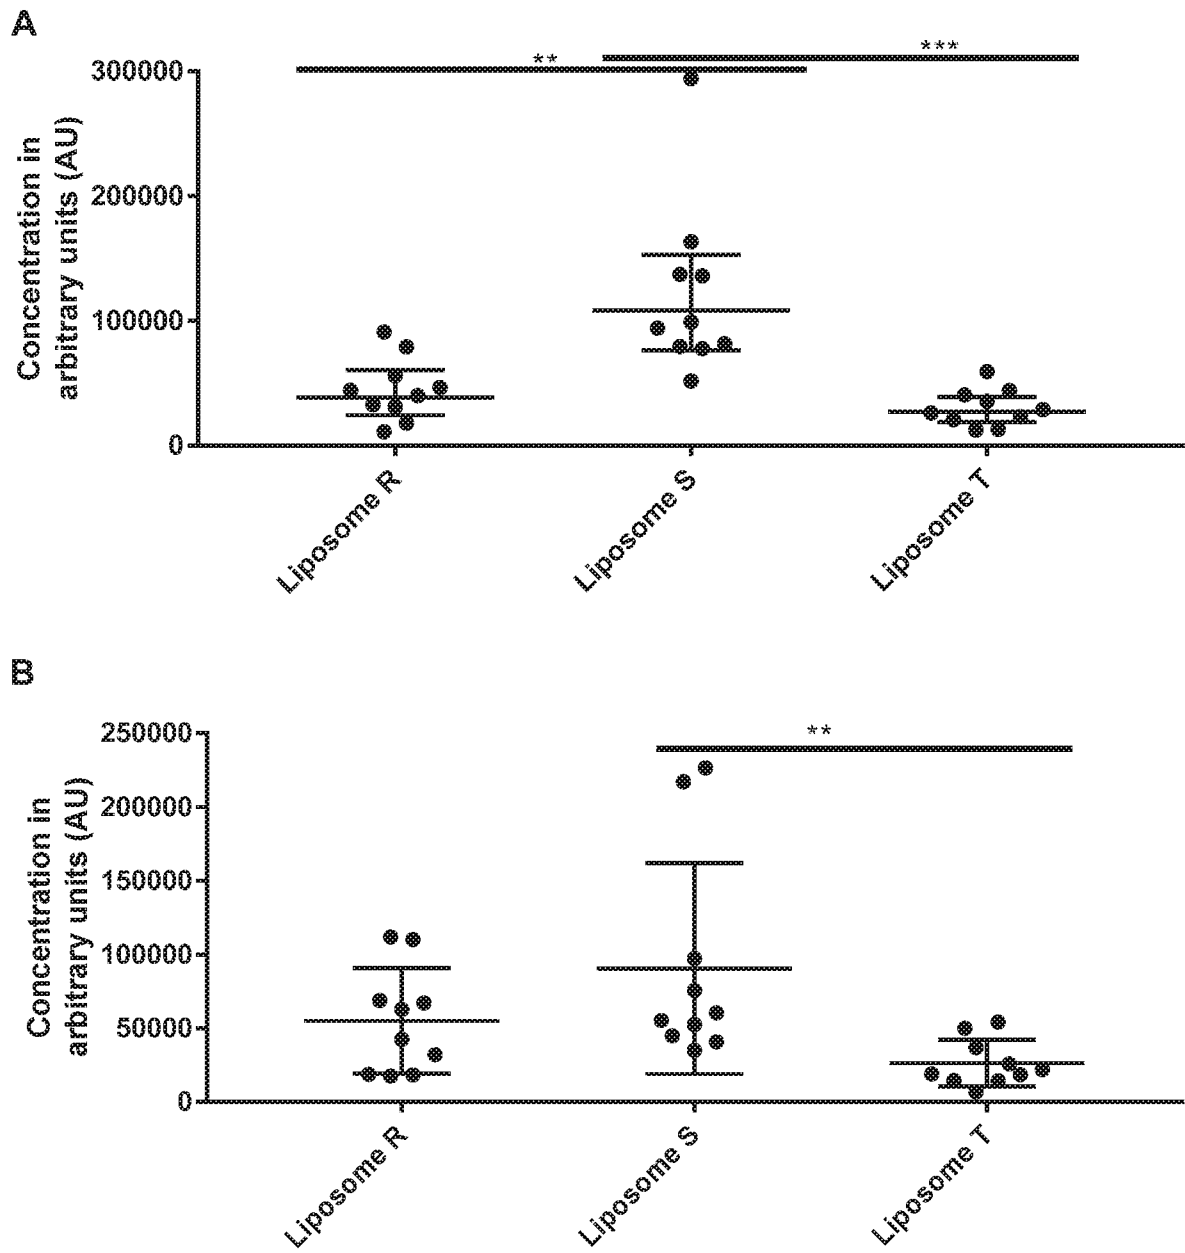 A
**
***
300000
200000
100000
0
Concentration in
arbitrary units (AU)
Liposome R
Liposome S
Liposome T
B
**
250000
200000
150000
100000
50000
0
Concentration in
arbitrary units (AU)
Liposome R
Liposome S
Liposome T